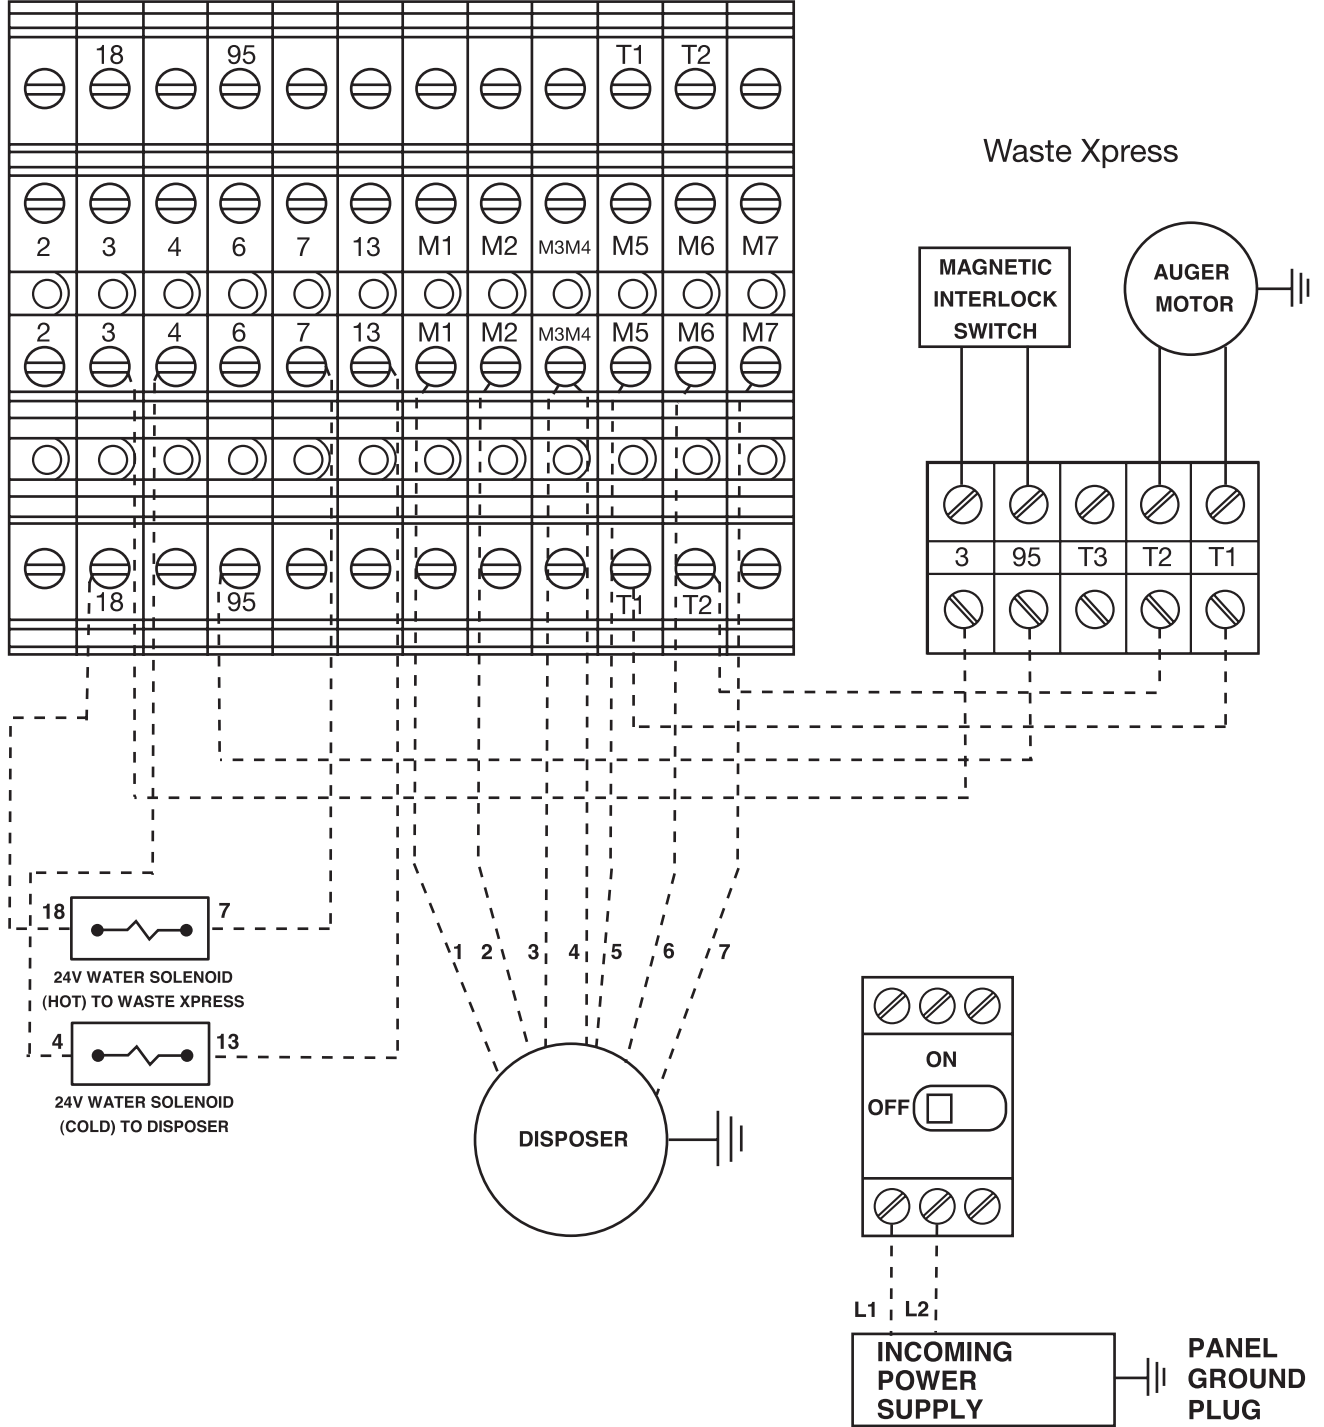 18 95 T1 T2
Waste Xpress
2 3 4 6 7 13 M1 M2 M3M4 M5 M6 M7
MAGNETIC
INTERLOCK
SWITCH
AUGER
MOTOR
2 3 4 6 7 13 M1 M2 M3M4 M5 M6 M7
3 95 T3 T2 T1
18 95 T1 T2
18 7
24V WATER SOLENOID
(HOT) TO WASTE XPRESS
1 2 3 4 5 6 7
4 13
24V WATER SOLENOID
(COLD) TO DISPOSER
DISPOSER
ON
OFF
L1 L2
INCOMING
POWER
SUPPLY
PANEL
GROUND
PLUG